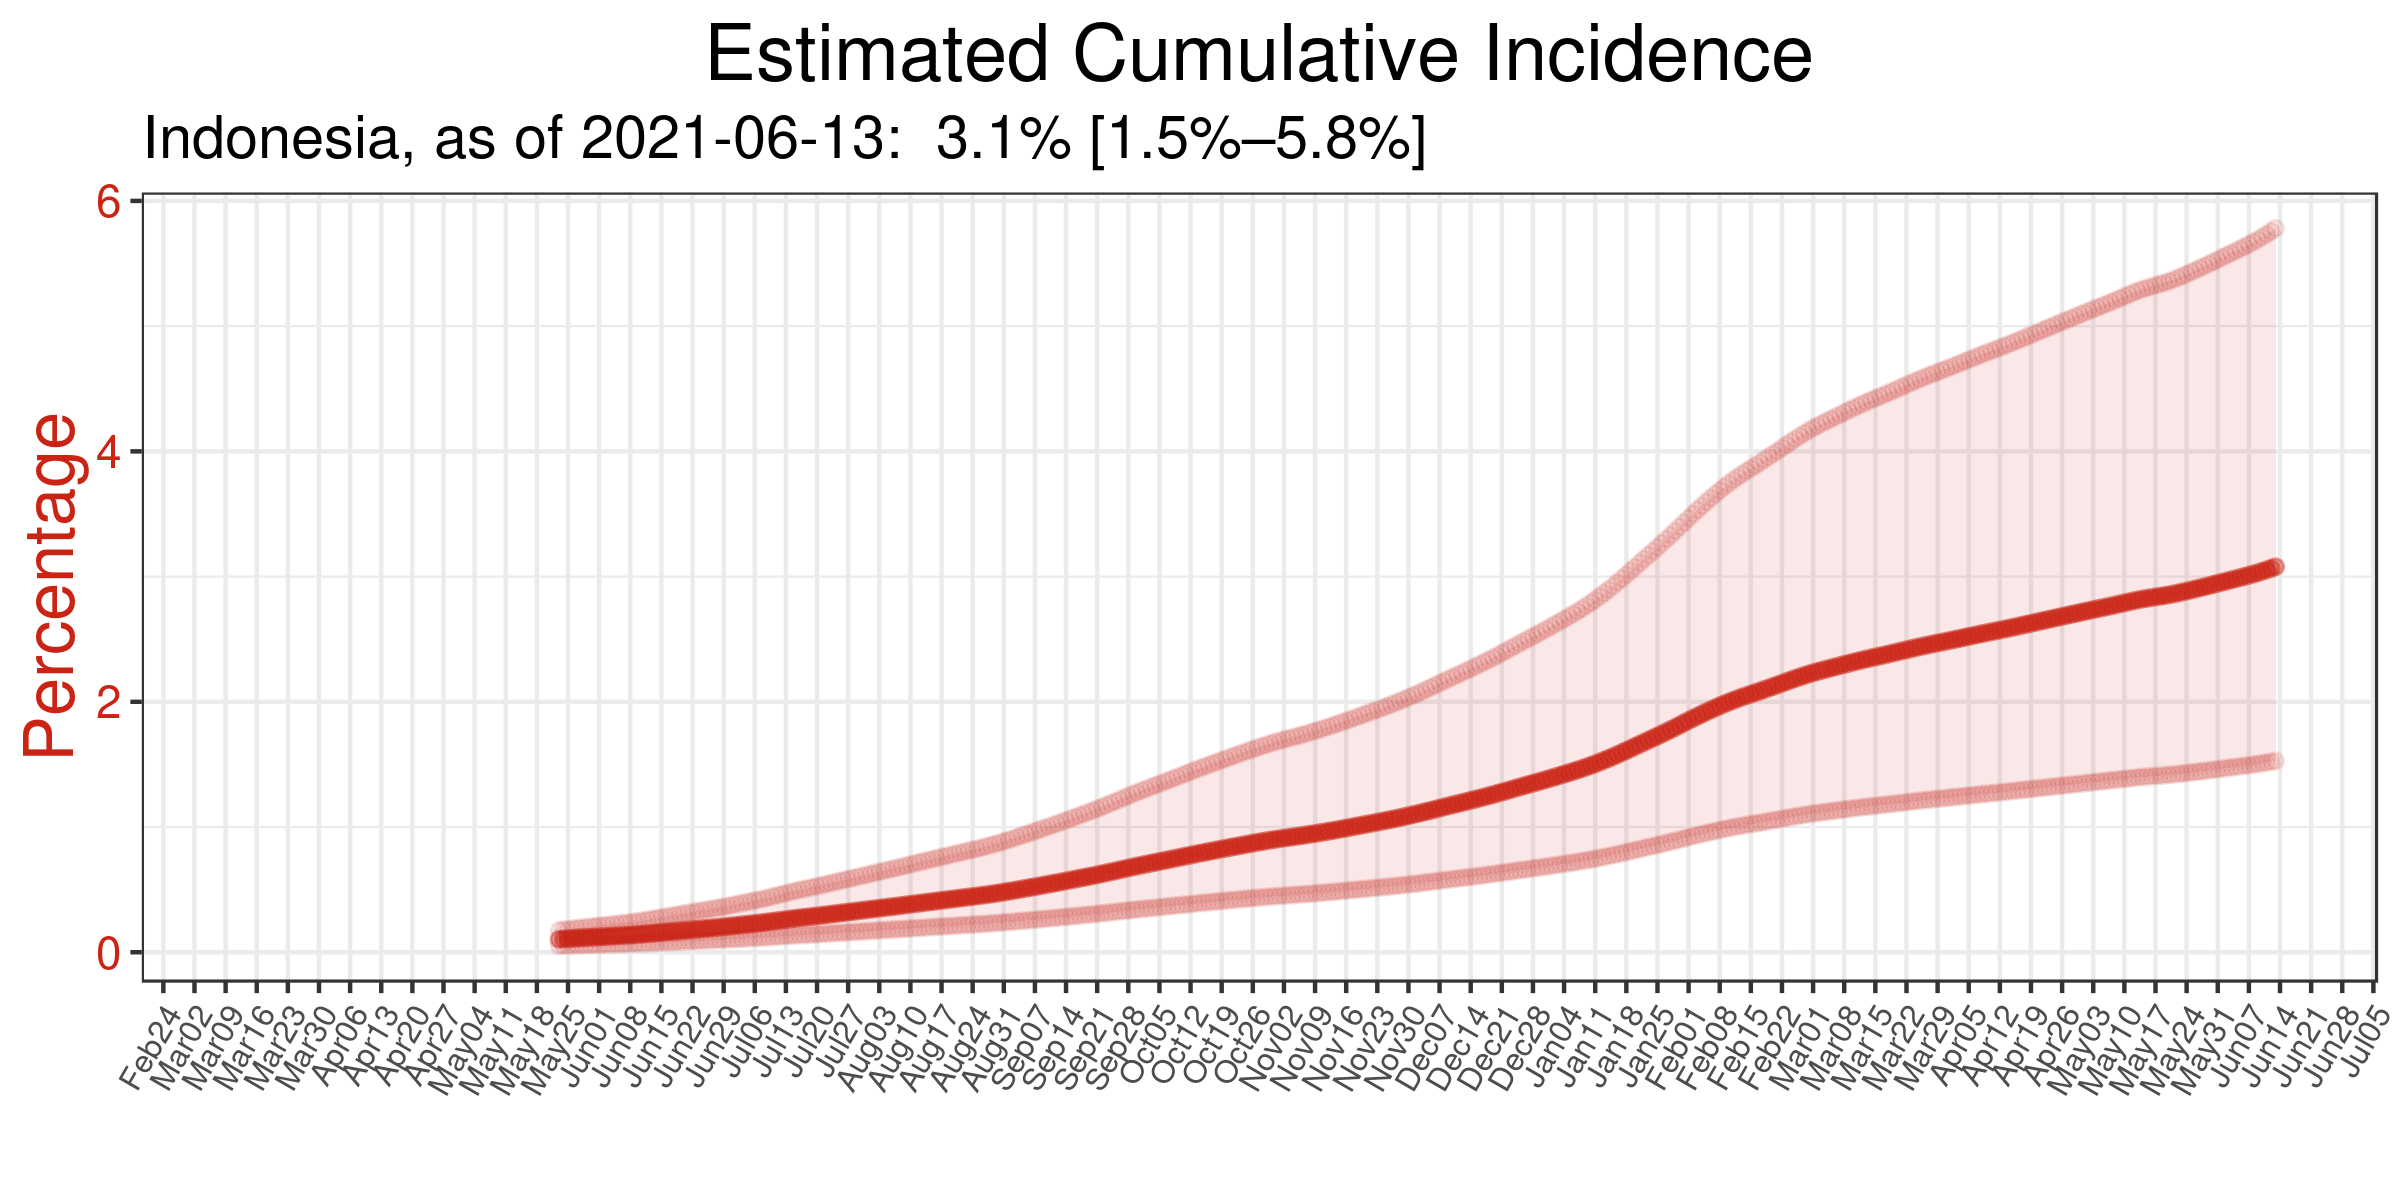 Estimated Cumulative Incidence
Indonesia, as of 2021-06-13:  3.1% [1.5%–5.8%]
Percentage
6
4
2
0
Feb24
Mar02
Mar09
Mar16
Mar23
Mar30
Apr06
Apr13
Apr20
Apr27
May04
May11
May18
May25
Jun01
Jun08
Jun15
Jun22
Jun29
Jul06
Jul13
Jul20
Jul27
Aug03
Aug10
Aug17
Aug24
Aug31
Sep07
Sep14
Sep21
Sep28
Oct05
Oct12
Oct19
Oct26
Nov02
Nov09
Nov16
Nov23
Nov30
Dec07
Dec14
Dec21
Dec28
Jan04
Jan11
Jan18
Jan25
Feb01
Feb08
Feb15
Feb22
Mar01
Mar08
Mar15
Mar22
Mar29
Apr05
Apr12
Apr19
Apr26
May03
May10
May17
May24
May31
Jun07
Jun14
Jun21
Jun28
Jul05